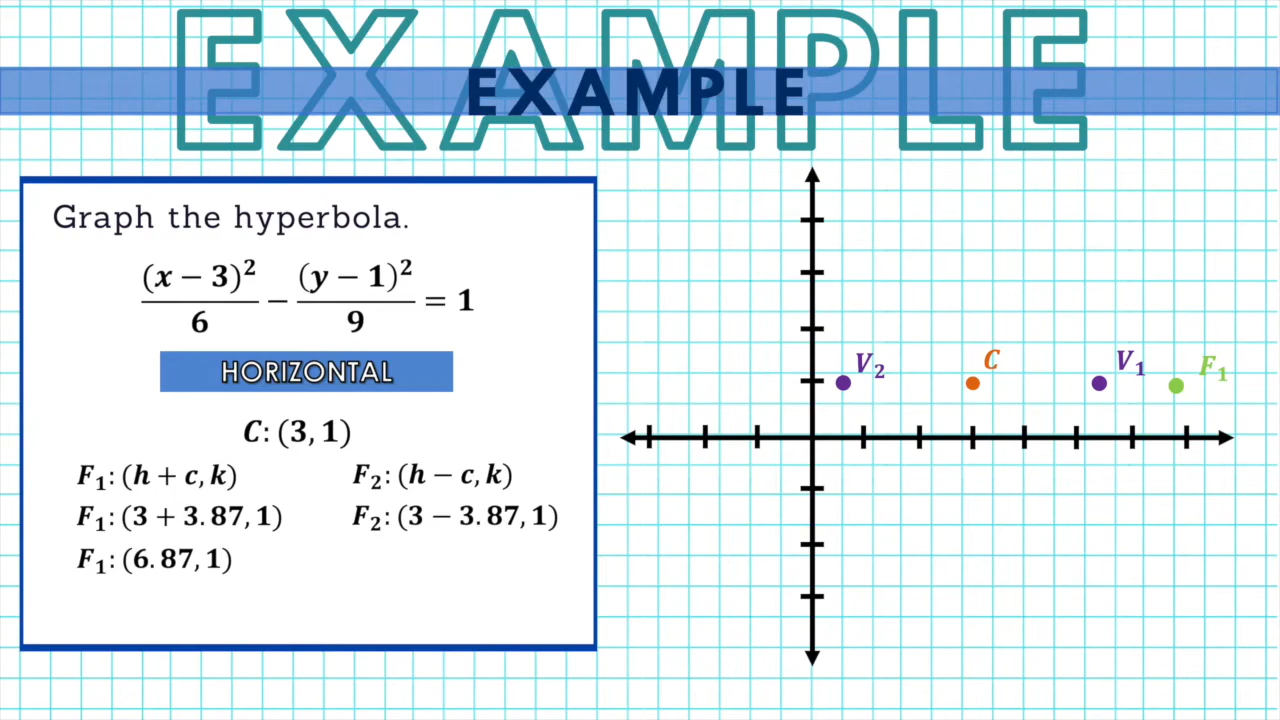 EXAMPLE
EXAMPLE
Graph the hyperbola.
(x − 3)²/6 − (y − 1)²/9 = 1
HORIZONTAL
C: (3, 1)
F₁: (h + c, k) F₂: (h − c, k)
F₁: (3 + 3.87, 1) F₂: (3 − 3.87, 1)
F₁: (6.87, 1)
V₂ C V₁ F₁